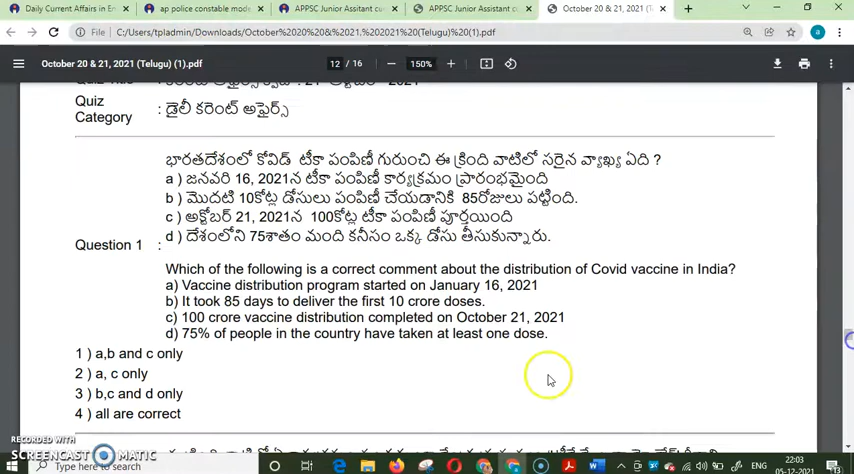 Daily Current Affairs in En
ap police constable mode
APPSC Junior Assitant cu
APPSC Junior Assitant cu
October 20 & 21, 2021 (Tel
File
C:/Users/tpladmin/Downloads/October%2020%20&%2021,%202021%20(Telugu)%20(1).pdf
October 20 & 21, 2021 (Telugu) (1).pdf
12 / 16
150%
Quiz
Category
: డైలీ కరెంట్ అఫైర్స్
భారతదేశంలో కోవిడ్ టీకా పంపిణీ గురుంచి ఈ క్రింది వాటిలో సరైన వ్యాఖ్య ఏది ?
a ) జనవరి 16, 2021న టీకా పంపిణీ కార్యక్రమం ప్రారంభమైంది
b ) మొదటి 10కోట్ల డోసులు పంపిణీ చేయడానికి 85రోజులు పట్టింది.
c ) అక్టోబర్ 21, 2021న 100కోట్ల టీకా పంపిణీ పూర్తయింది
d ) దేశంలోని 75శాతం మంది కనీసం ఒక్క డోసు తీసుకున్నారు.
Question 1 :
Which of the following is a correct comment about the distribution of Covid vaccine in India?
a) Vaccine distribution program started on January 16, 2021
b) It took 85 days to deliver the first 10 crore doses.
c) 100 crore vaccine distribution completed on October 21, 2021
d) 75% of people in the country have taken at least one dose.
1 ) a,b and c only
2 ) a, c only
3 ) b,c and d only
4 ) all are correct
RECORDED WITH
SCREENCAST MATIC
Type here to search
ENG
22:03
05-12-2021